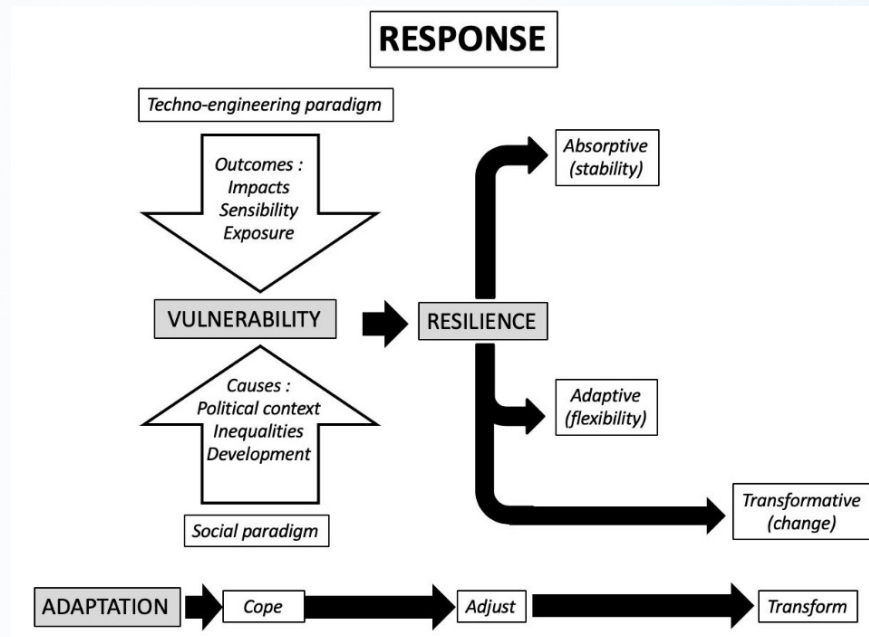 RESPONSE
Techno-engineering paradigm
Outcomes :
Impacts
Sensibility
Exposure
Absorptive
(stability)
VULNERABILITY
RESILIENCE
Causes :
Political context
Inequalities
Development
Adaptive
(flexibility)
Social paradigm
Transformative
(change)
ADAPTATION
Cope
Adjust
Transform